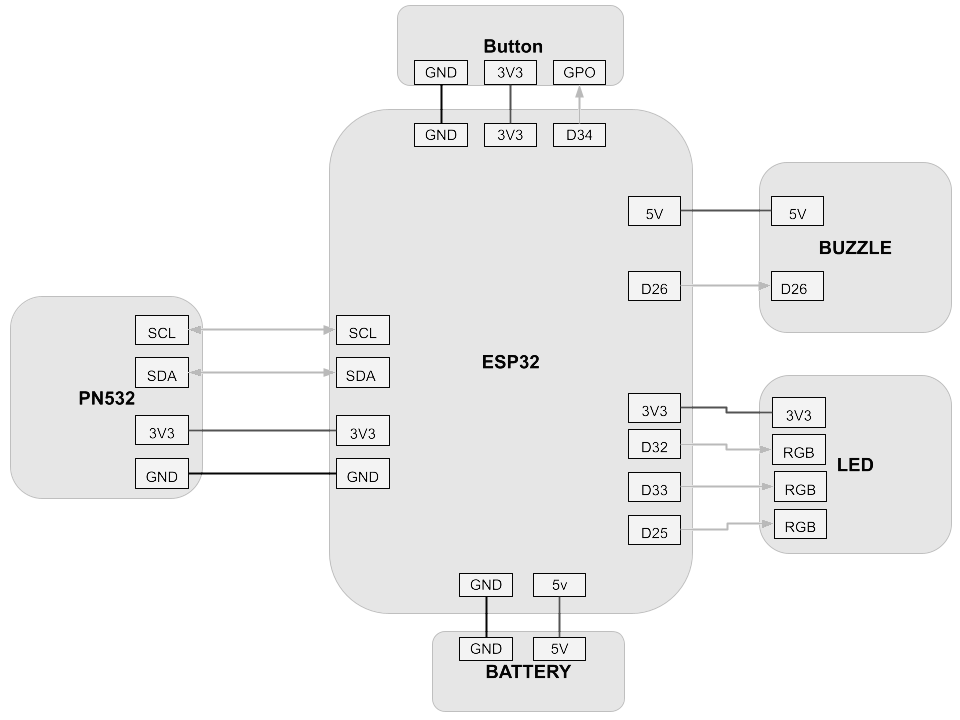 Button
GND 3V3 GPO
GND 3V3 D34
5V 5V
BUZZLE
D26 D26
SCL SCL
ESP32
SDA SDA
PN532
3V3 3V3
GND GND
3V3 3V3
D32 RGB
LED
D33 RGB
D25 RGB
GND 5v
GND 5V
BATTERY